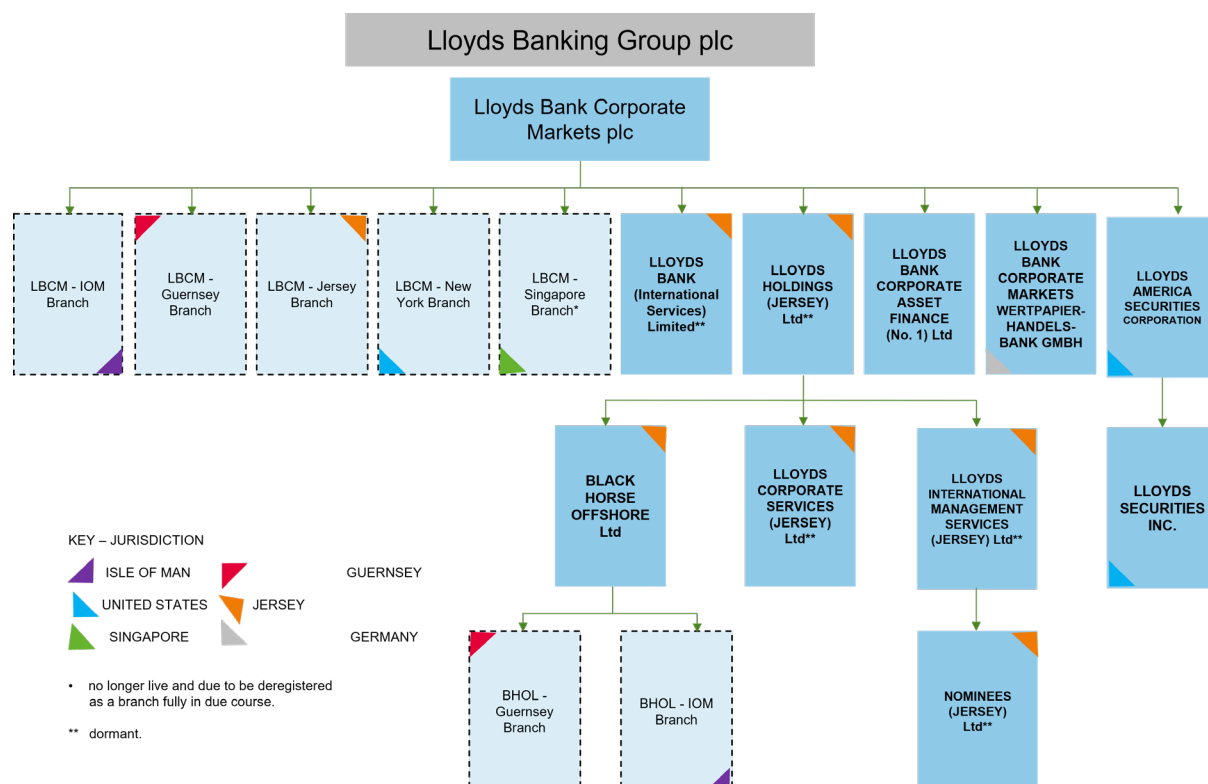 Lloyds Banking Group plc
Lloyds Bank Corporate
Markets plc
LBCM - IOM
Branch
LBCM -
Guernsey
Branch
LBCM - Jersey
Branch
LBCM - New
York Branch
LBCM -
Singapore
Branch*
LLOYDS
BANK
(International
Services)
Limited**
LLOYDS
HOLDINGS
(JERSEY)
Ltd**
LLOYDS
BANK
CORPORATE
ASSET
FINANCE
(No. 1) Ltd
LLOYDS
BANK
CORPORATE
MARKETS
WERTPAPIER-
HANDELS-
BANK GMBH
LLOYDS
AMERICA
SECURITIES
CORPORATION
BLACK
HORSE
OFFSHORE
Ltd
LLOYDS
CORPORATE
SERVICES
(JERSEY)
Ltd**
LLOYDS
INTERNATIONAL
MANAGEMENT
SERVICES
(JERSEY) Ltd**
LLOYDS
SECURITIES
INC.
KEY – JURISDICTION
ISLE OF MAN
GUERNSEY
UNITED STATES
JERSEY
SINGAPORE
GERMANY
• no longer live and due to be deregistered
as a branch fully in due course.
** dormant.
BHOL -
Guernsey
Branch
BHOL - IOM
Branch
NOMINEES
(JERSEY)
Ltd**